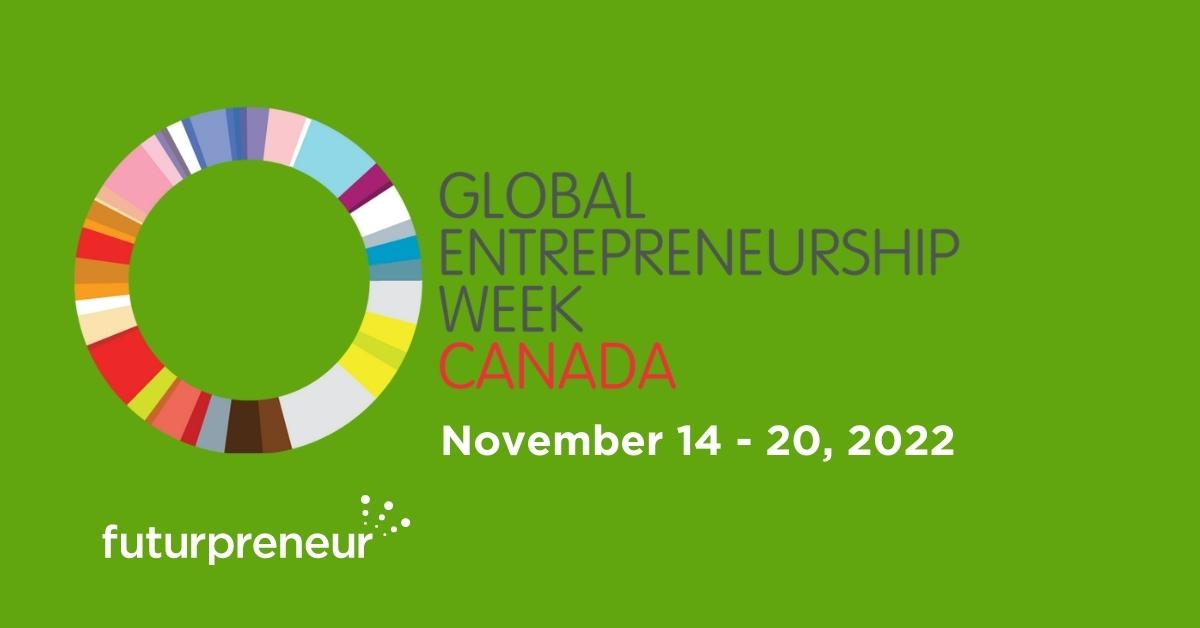 GLOBAL
ENTREPRENEURSHIP
WEEK
CANADA
November 14 - 20, 2022
futurpreneur